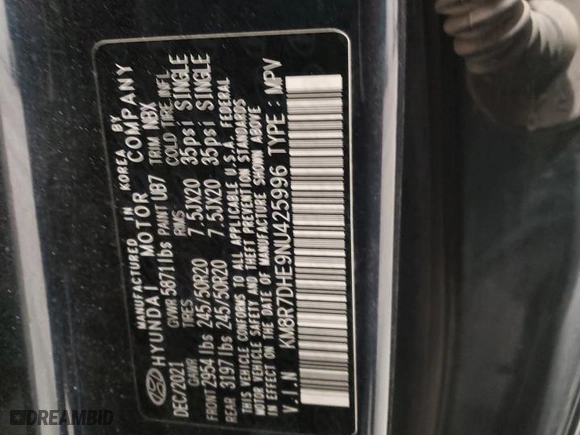 MANUFACTURED IN KOREA BY
HYUNDAI MOTOR COMPANY
DEC/2021 GVWR 5871lbs PAINT UB7 TRIM NBX
GAWR TIRES RIMS COLD TIRE INFL
FRONT 2954lbs 245/50R20 7.5JX20 35psi SINGLE
REAR 3197lbs 245/50R20 7.5JX20 35psi SINGLE
THIS VEHICLE CONFORMS TO ALL APPLICABLE U.S.A. FEDERAL
MOTOR VEHICLE SAFETY AND THEFT PREVENTION STANDARDS
IN EFFECT ON THE DATE OF MANUFACTURE SHOWN ABOVE
V.I.N KM8R7DHE9NU425996 TYPE : MPV
DREAMBID